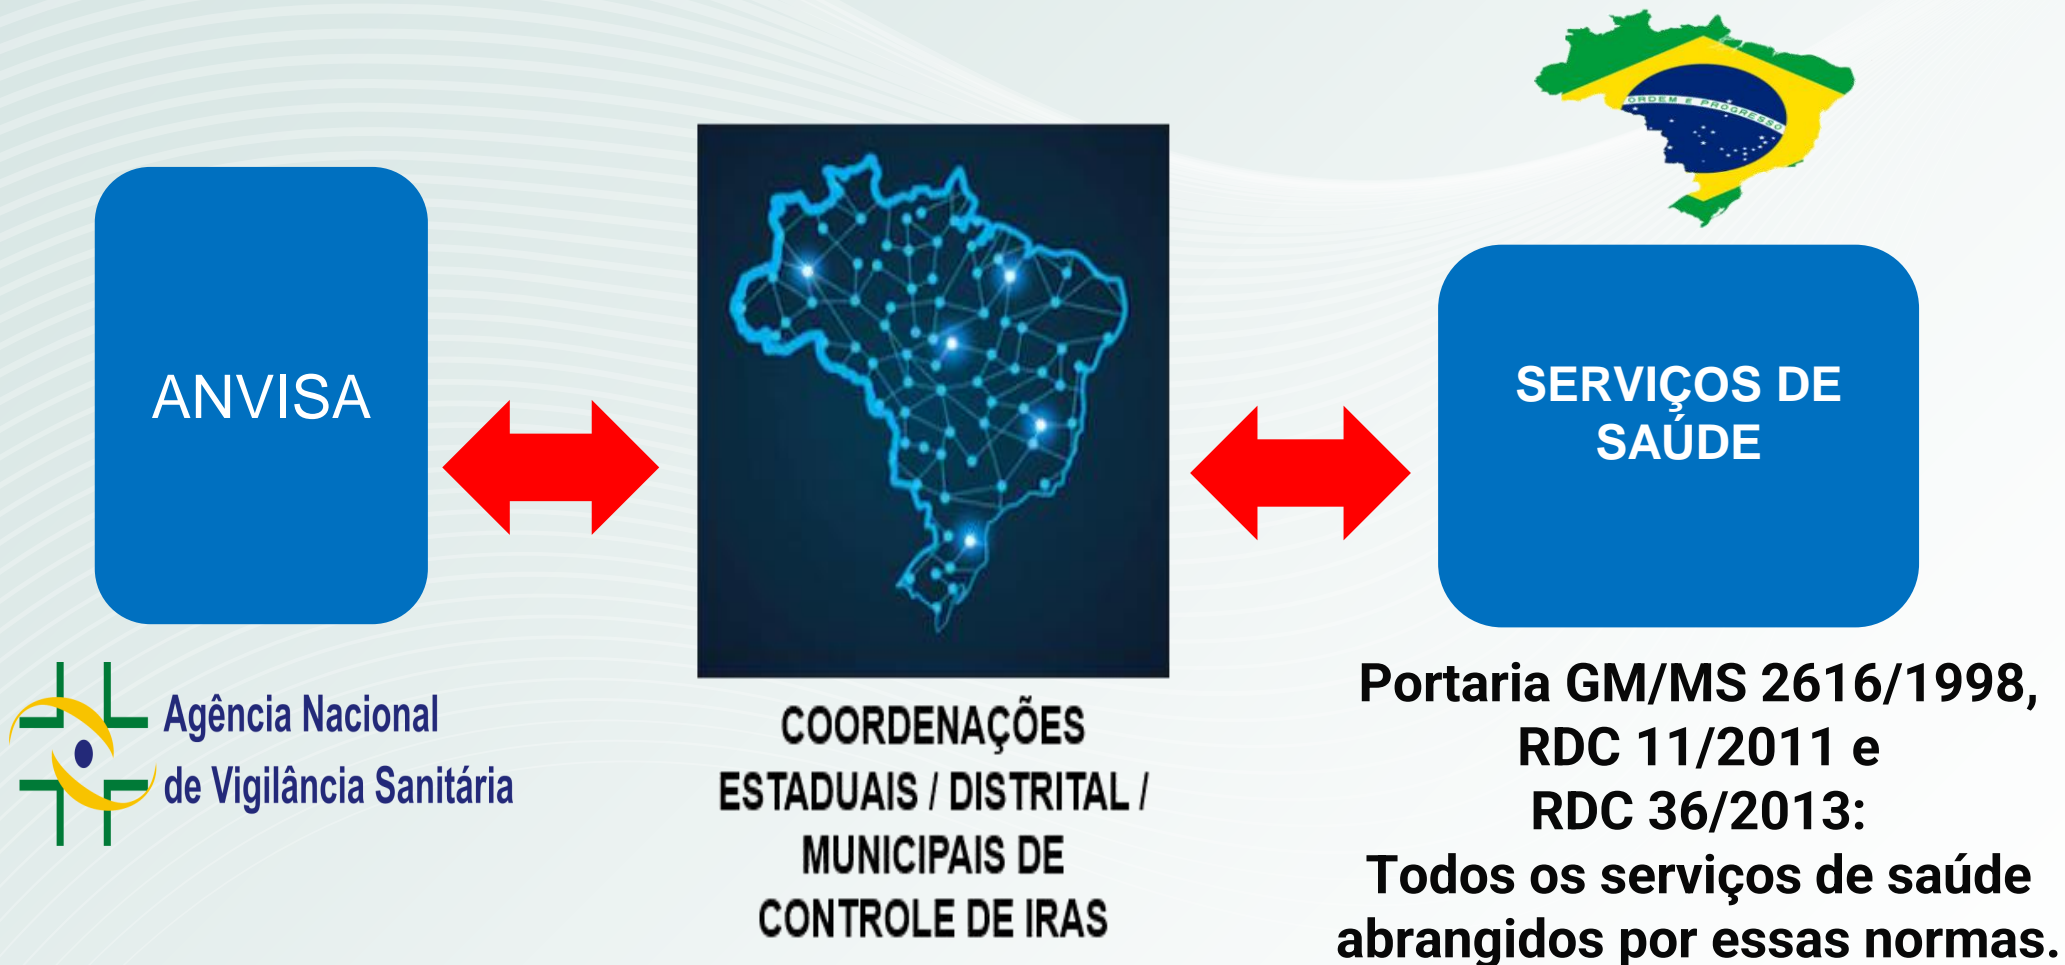 ORDEM E PROGRESSO
ANVISA
SERVIÇOS DE
SAÚDE
Agência Nacional
de Vigilância Sanitária
COORDENAÇÕES
ESTADUAIS / DISTRITAL /
MUNICIPAIS DE
CONTROLE DE IRAS
Portaria GM/MS 2616/1998,
RDC 11/2011 e
RDC 36/2013:
Todos os serviços de saúde
abrangidos por essas normas.